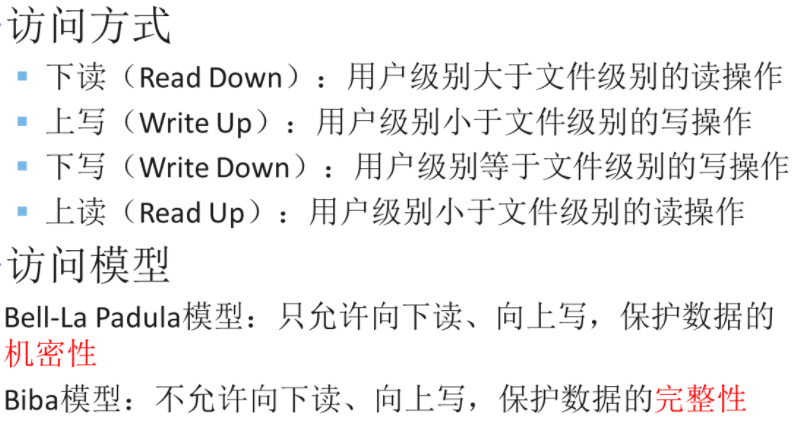 访问方式
下读（Read Down）：用户级别大于文件级别的读操作
上写（Write Up）：用户级别小于文件级别的写操作
下写（Write Down）：用户级别等于文件级别的写操作
上读（Read Up）：用户级别小于文件级别的读操作
访问模型
Bell-La Padula模型：只允许向下读、向上写，保护数据的
机密性
Biba模型：不允许向下读、向上写，保护数据的完整性